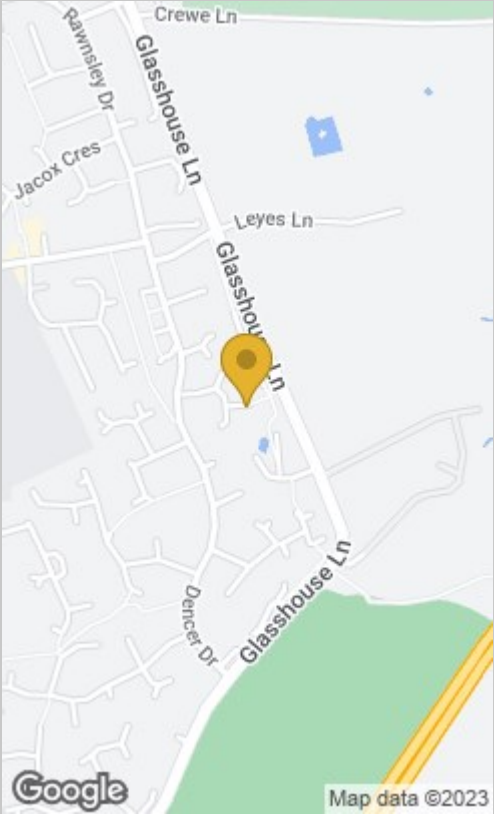 Crewe Ln
Rawnsley Dr
Glasshouse Ln
Jacox Cres
Leyes Ln
Glasshouse Ln
Glasshouse Ln
Dencer Dr
Google
Map data ©2023